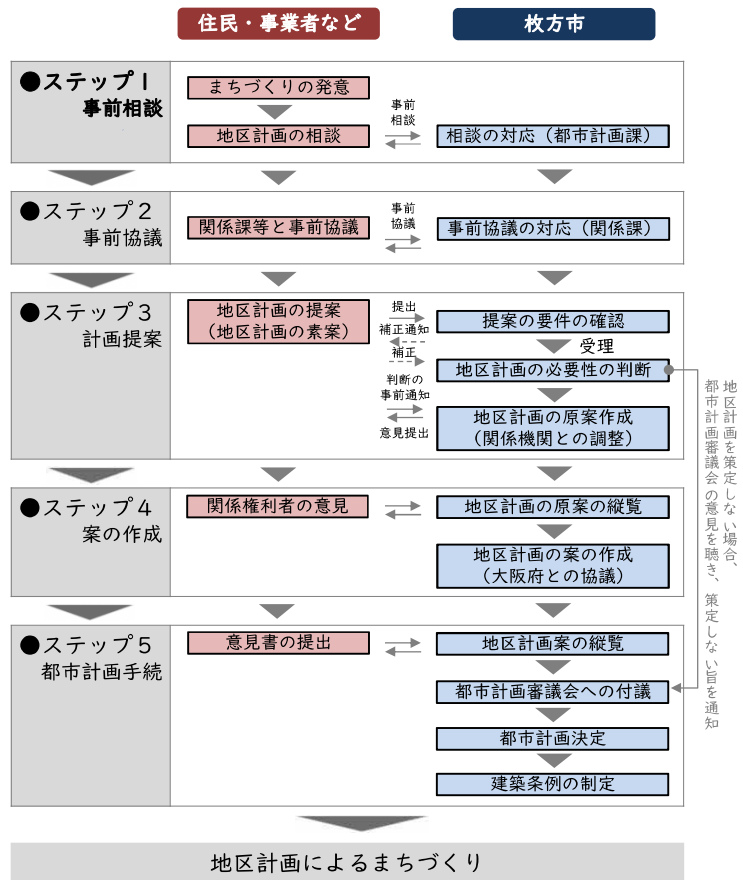 住民・事業者など
枚方市
●ステップ1
事前相談
まちづくりの発意
地区計画の相談
事前
相談
相談の対応（都市計画課）
●ステップ2
事前協議
関係課等と事前協議
事前
協議
事前協議の対応（関係課）
●ステップ3
計画提案
地区計画の提案
（地区計画の素案）
提出
補正通知
補正
判断の
事前通知
意見提出
提案の要件の確認
受理
地区計画の必要性の判断
地区計画の原案作成
（関係機関との調整）
地区計画を策定しない場合、
都市計画審議会の意見を聴き、策定しない旨を通知
●ステップ4
案の作成
関係権利者の意見
地区計画の原案の縦覧
地区計画の案の作成
（大阪府との協議）
●ステップ5
都市計画手続
意見書の提出
地区計画案の縦覧
都市計画審議会への付議
都市計画決定
建築条例の制定
地区計画によるまちづくり